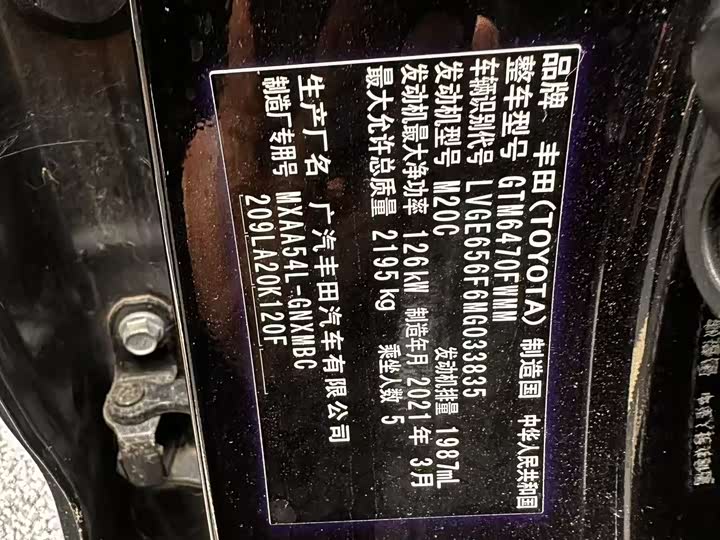 品牌 丰田(TOYOTA) 制造国 中华人民共和国
整车型号 GTM6470FWMM
车辆识别代号 LVGE656F6MG033835
发动机型号 M20C 发动机排量 1987mL
发动机最大净功率 126kW 制造年月 2021年 3月
最大允许总质量 2195kg 乘坐人数 5
生产厂名 广汽丰田汽车有限公司
制造厂专用号 MXAA54L-GNXMBC
209LA20K120F